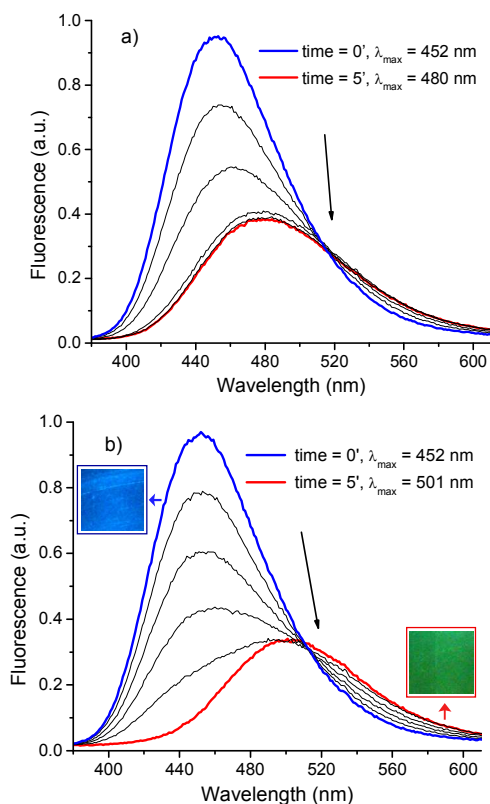 a)
time = 0', λmax = 452 nm
time = 5', λmax = 480 nm
Fluorescence (a.u.)
1.0
0.8
0.6
0.4
0.2
0.0
400 440 480 520 560 600
Wavelength (nm)
b)
time = 0', λmax = 452 nm
time = 5', λmax = 501 nm
Fluorescence (a.u.)
1.0
0.8
0.6
0.4
0.2
0.0
400 440 480 520 560 600
Wavelength (nm)